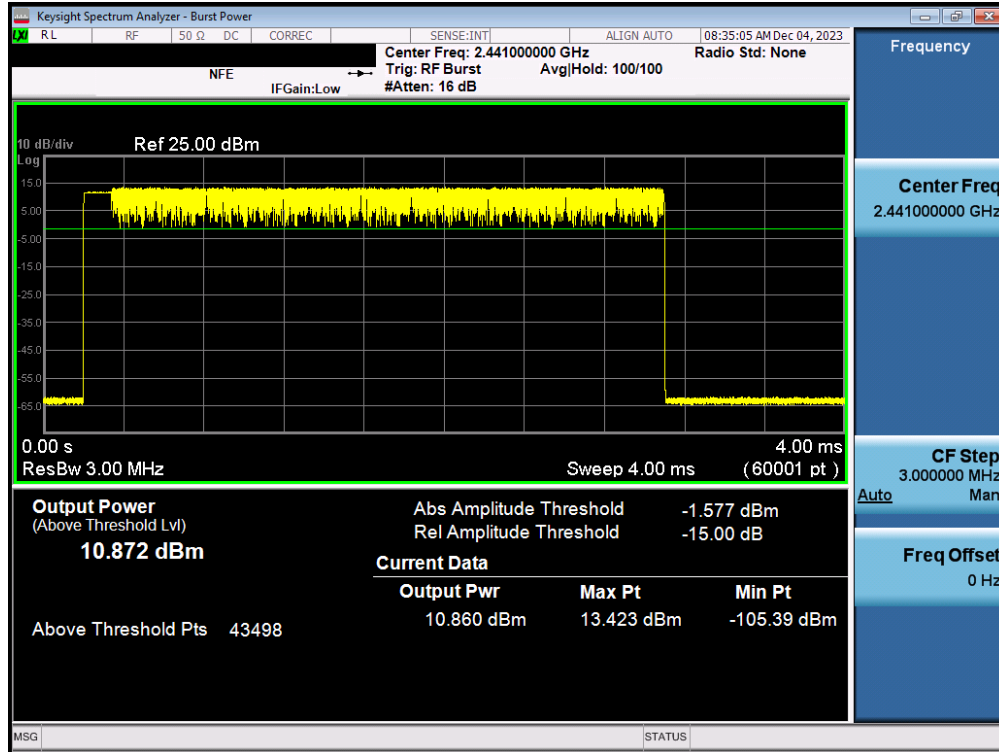 Keysight Spectrum Analyzer - Burst Power
LXI RL RF 50 Ω DC CORREC SENSE:INT ALIGN AUTO 08:35:05 AM Dec 04, 2023
NFE
IFGain:Low
Center Freq: 2.441000000 GHz
Trig: RF Burst Avg|Hold: 100/100
#Atten: 16 dB
Radio Std: None
Frequency
10 dB/div Ref 25.00 dBm
Log
15.0
5.00
-5.00
-15.0
-25.0
-35.0
-45.0
-55.0
-65.0
0.00 s 4.00 ms
ResBw 3.00 MHz Sweep 4.00 ms (60001 pt)
Output Power
(Above Threshold Lvl)
10.872 dBm
Above Threshold Pts 43498
Abs Amplitude Threshold -1.577 dBm
Rel Amplitude Threshold -15.00 dB
Current Data
Output Pwr Max Pt Min Pt
10.860 dBm 13.423 dBm -105.39 dBm
Center Freq
2.441000000 GHz
CF Step
3.000000 MHz
Auto Man
Freq Offset
0 Hz
MSG STATUS